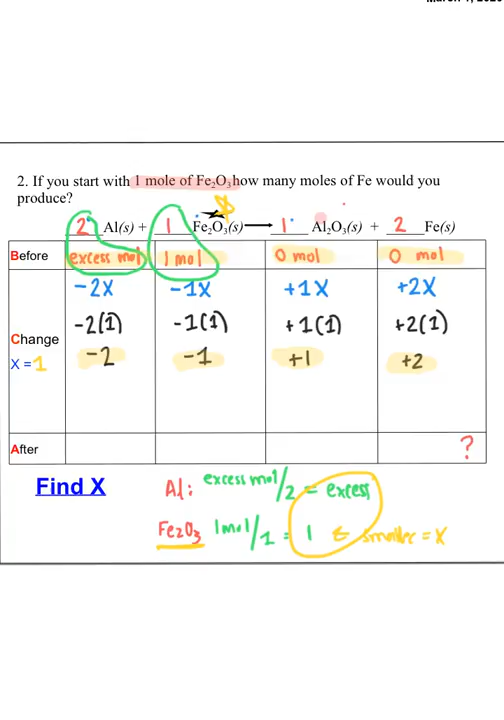 2. If you start with 1 mole of Fe₂O₃ how many moles of Fe would you
produce?
2 Al(s) + 1 Fe₂O₃(s) → 1 Al₂O₃(s) + 2 Fe(s)
Before excess mol 1 mol 0 mol 0 mol
-2X -1X +1X +2X
Change -2(1) -1(1) +1(1) +2(1)
X = 1 -2 -1 +1 +2
After ?
Find X Al: excess mol/2 = excess
Fe₂O₃ 1mol/1 = 1 ← smaller = X